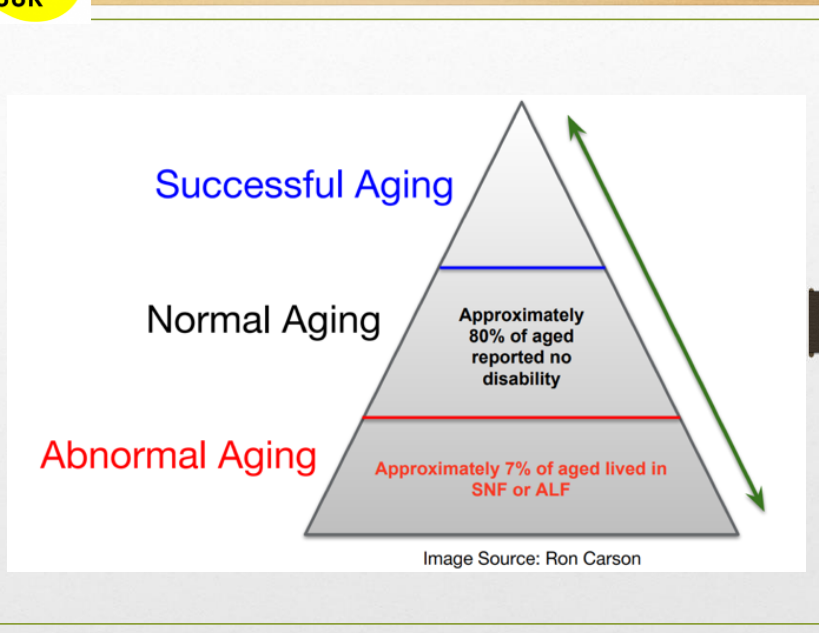 Successful Aging
Normal Aging
Approximately
80% of aged
reported no
disability
Abnormal Aging
Approximately 7% of aged lived in
SNF or ALF
Image Source: Ron Carson